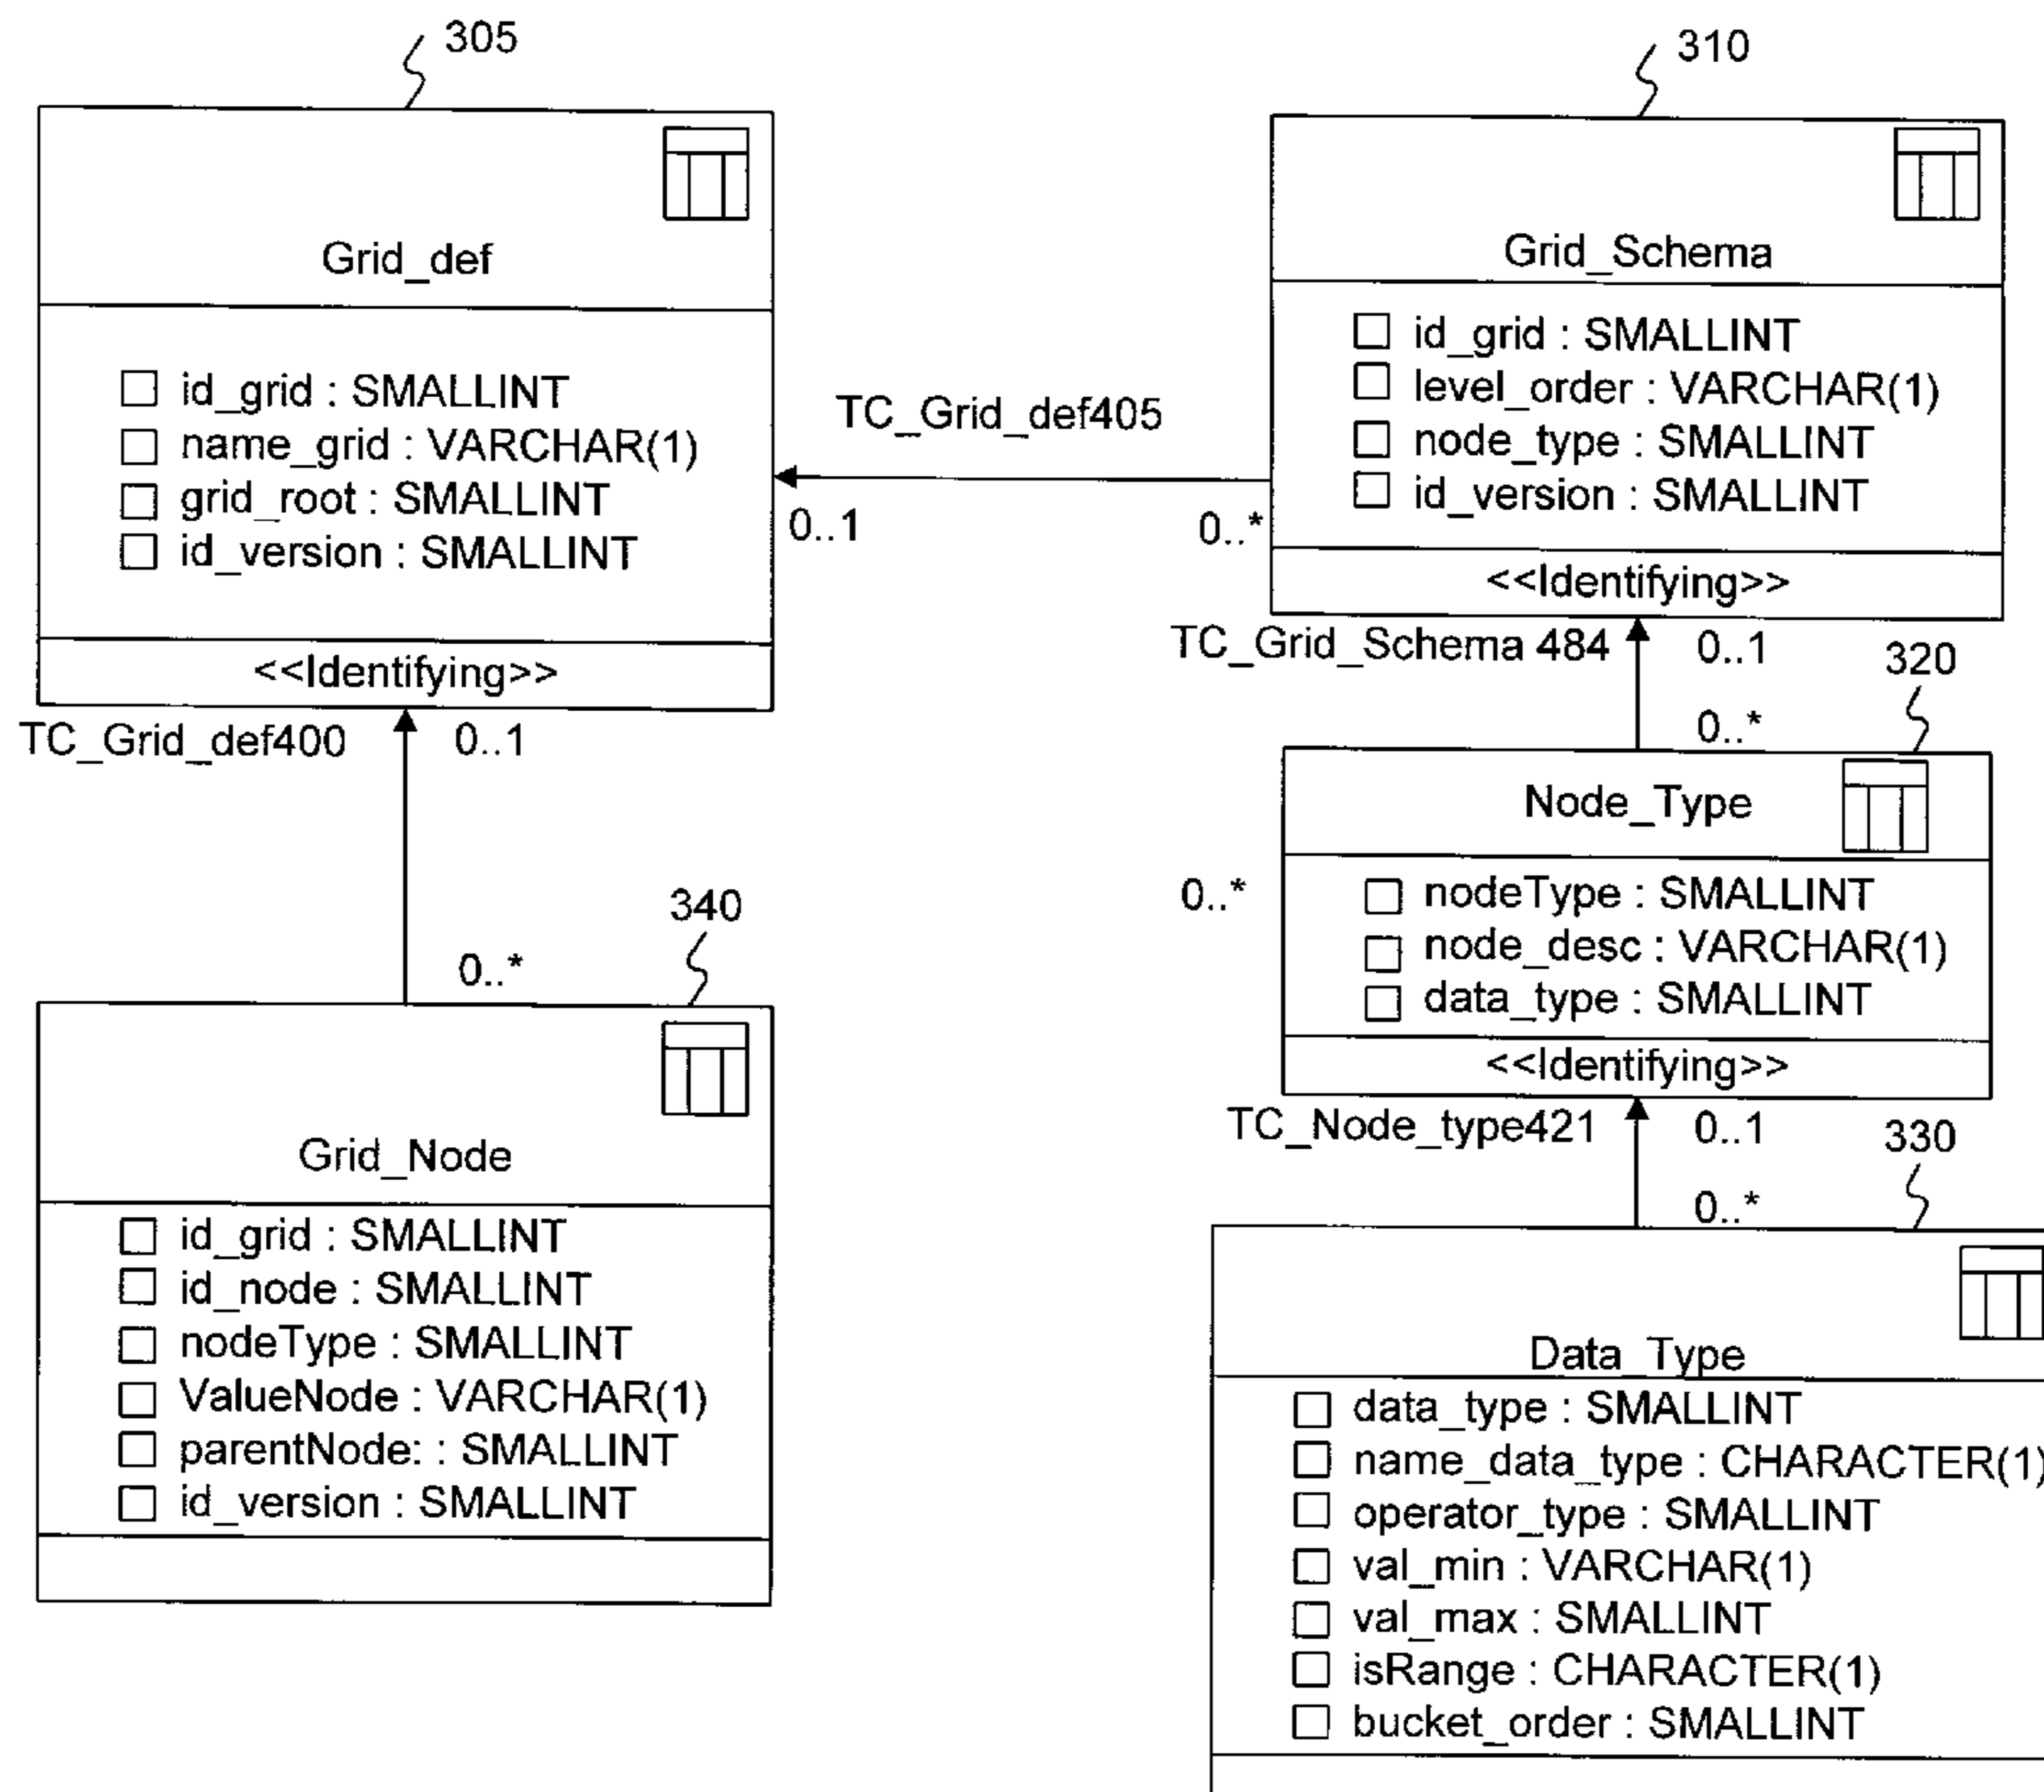 305
310
Grid_def
id_grid : SMALLINT
name_grid : VARCHAR(1)
grid_root : SMALLINT
id_version : SMALLINT
<<Identifying>>
TC_Grid_def405
0..1
0..*
Grid_Schema
id_grid : SMALLINT
level_order : VARCHAR(1)
node_type : SMALLINT
id_version : SMALLINT
<<Identifying>>
TC_Grid_def400
0..1
0..*
TC_Grid_Schema 484
0..1
0..*
320
Node_Type
0..*
nodeType : SMALLINT
node_desc : VARCHAR(1)
data_type : SMALLINT
<<Identifying>>
340
Grid_Node
id_grid : SMALLINT
id_node : SMALLINT
nodeType : SMALLINT
ValueNode : VARCHAR(1)
parentNode: : SMALLINT
id_version : SMALLINT
TC_Node_type421
0..1
0..*
330
Data_Type
data_type : SMALLINT
name_data_type : CHARACTER(1)
operator_type : SMALLINT
val_min : VARCHAR(1)
val_max : SMALLINT
isRange : CHARACTER(1)
bucket_order : SMALLINT